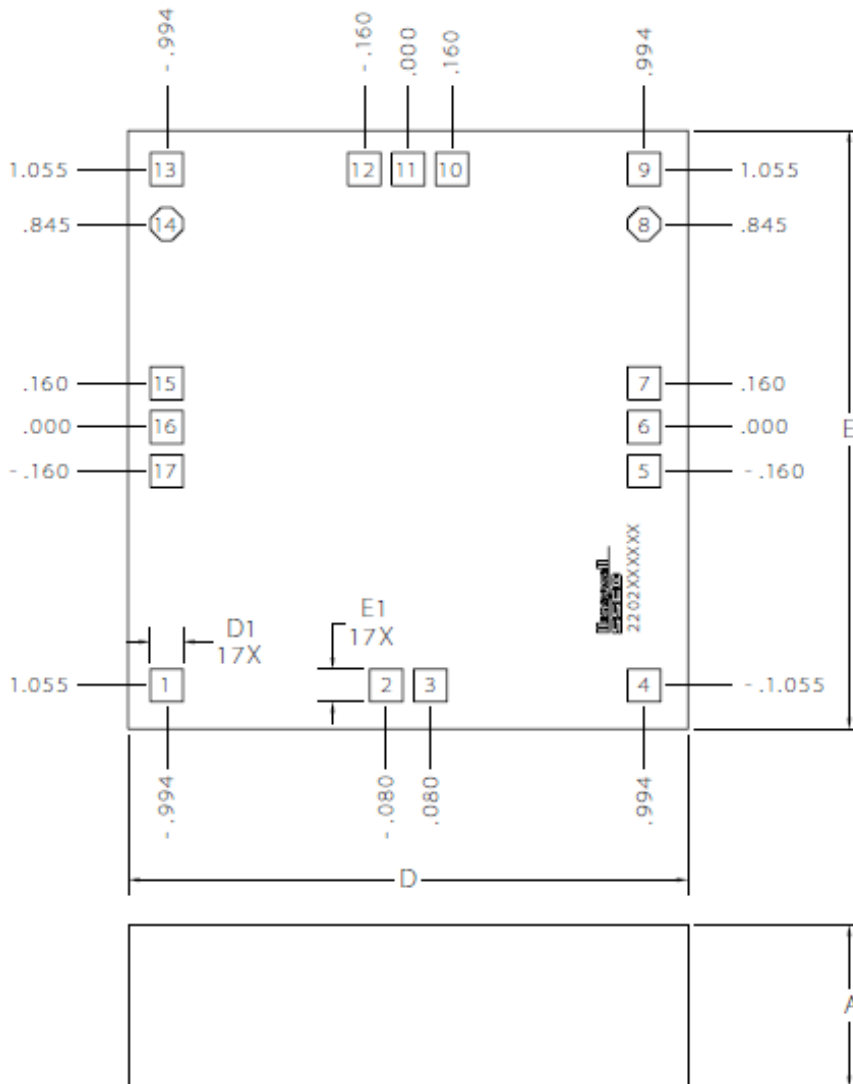 -.994 -.160 .000 .160 .994
1.055 13 12 11 10 9 1.055
.845 14 8 .845
.160 15 7 .160
.000 16 6 .000
-.160 17 5 -.160
2202XXXXXX
D1 E1
17X 17X
1.055 1 2 3 4 -.1.055
-.994 -.080 .080 .994
D
E
A